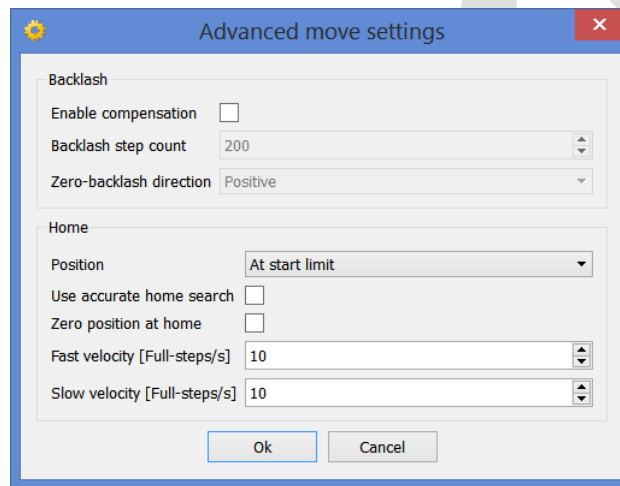 Advanced move settings
Backlash
Enable compensation
Backlash step count 200
Zero-backlash direction Positive
Home
Position At start limit
Use accurate home search
Zero position at home
Fast velocity [Full-steps/s] 10
Slow velocity [Full-steps/s] 10
Ok Cancel